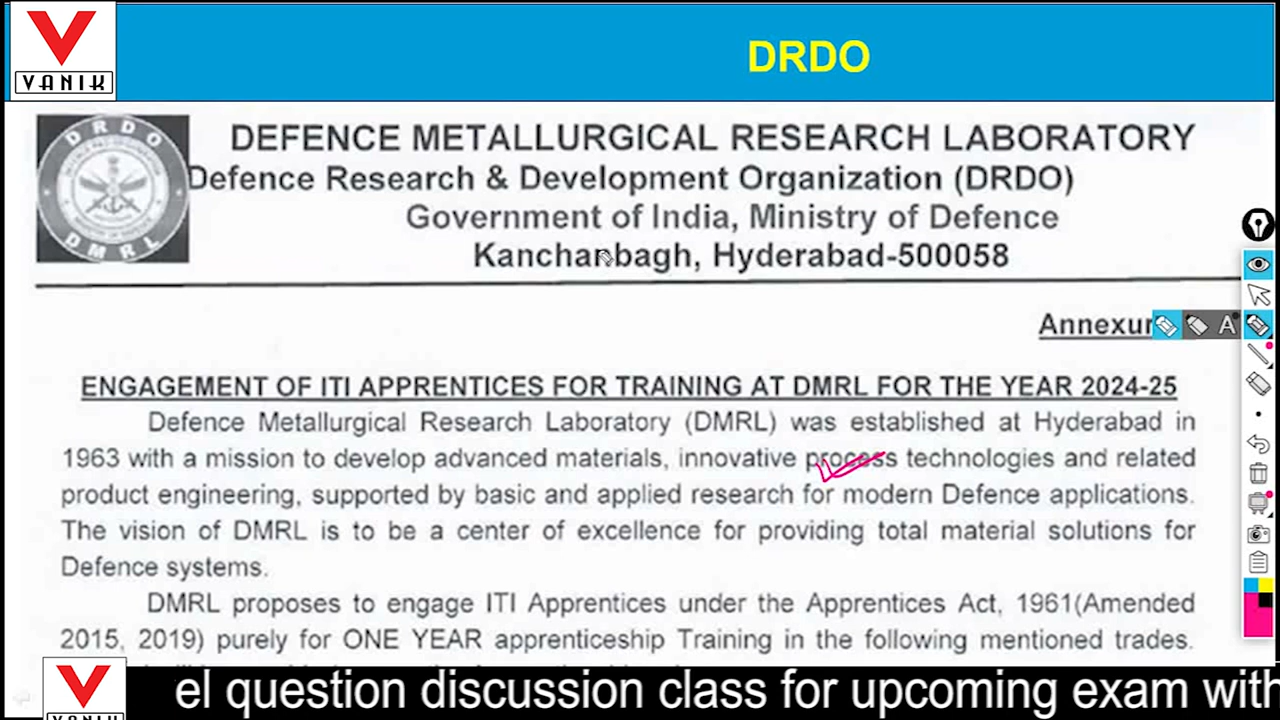 VANIK
DRDO
DRDO
DMRL
DEFENCE METALLURGICAL RESEARCH LABORATORY
Defence Research & Development Organization (DRDO)
Government of India, Ministry of Defence
Kanchanbagh, Hyderabad-500058
Annexur
A
ENGAGEMENT OF ITI APPRENTICES FOR TRAINING AT DMRL FOR THE YEAR 2024-25
Defence Metallurgical Research Laboratory (DMRL) was established at Hyderabad in
1963 with a mission to develop advanced materials, innovative process technologies and related
product engineering, supported by basic and applied research for modern Defence applications.
The vision of DMRL is to be a center of excellence for providing total material solutions for
Defence systems.
DMRL proposes to engage ITI Apprentices under the Apprentices Act, 1961(Amended
2015, 2019) purely for ONE YEAR apprenticeship Training in the following mentioned trades.
el question discussion class for upcoming exam with
VANIK